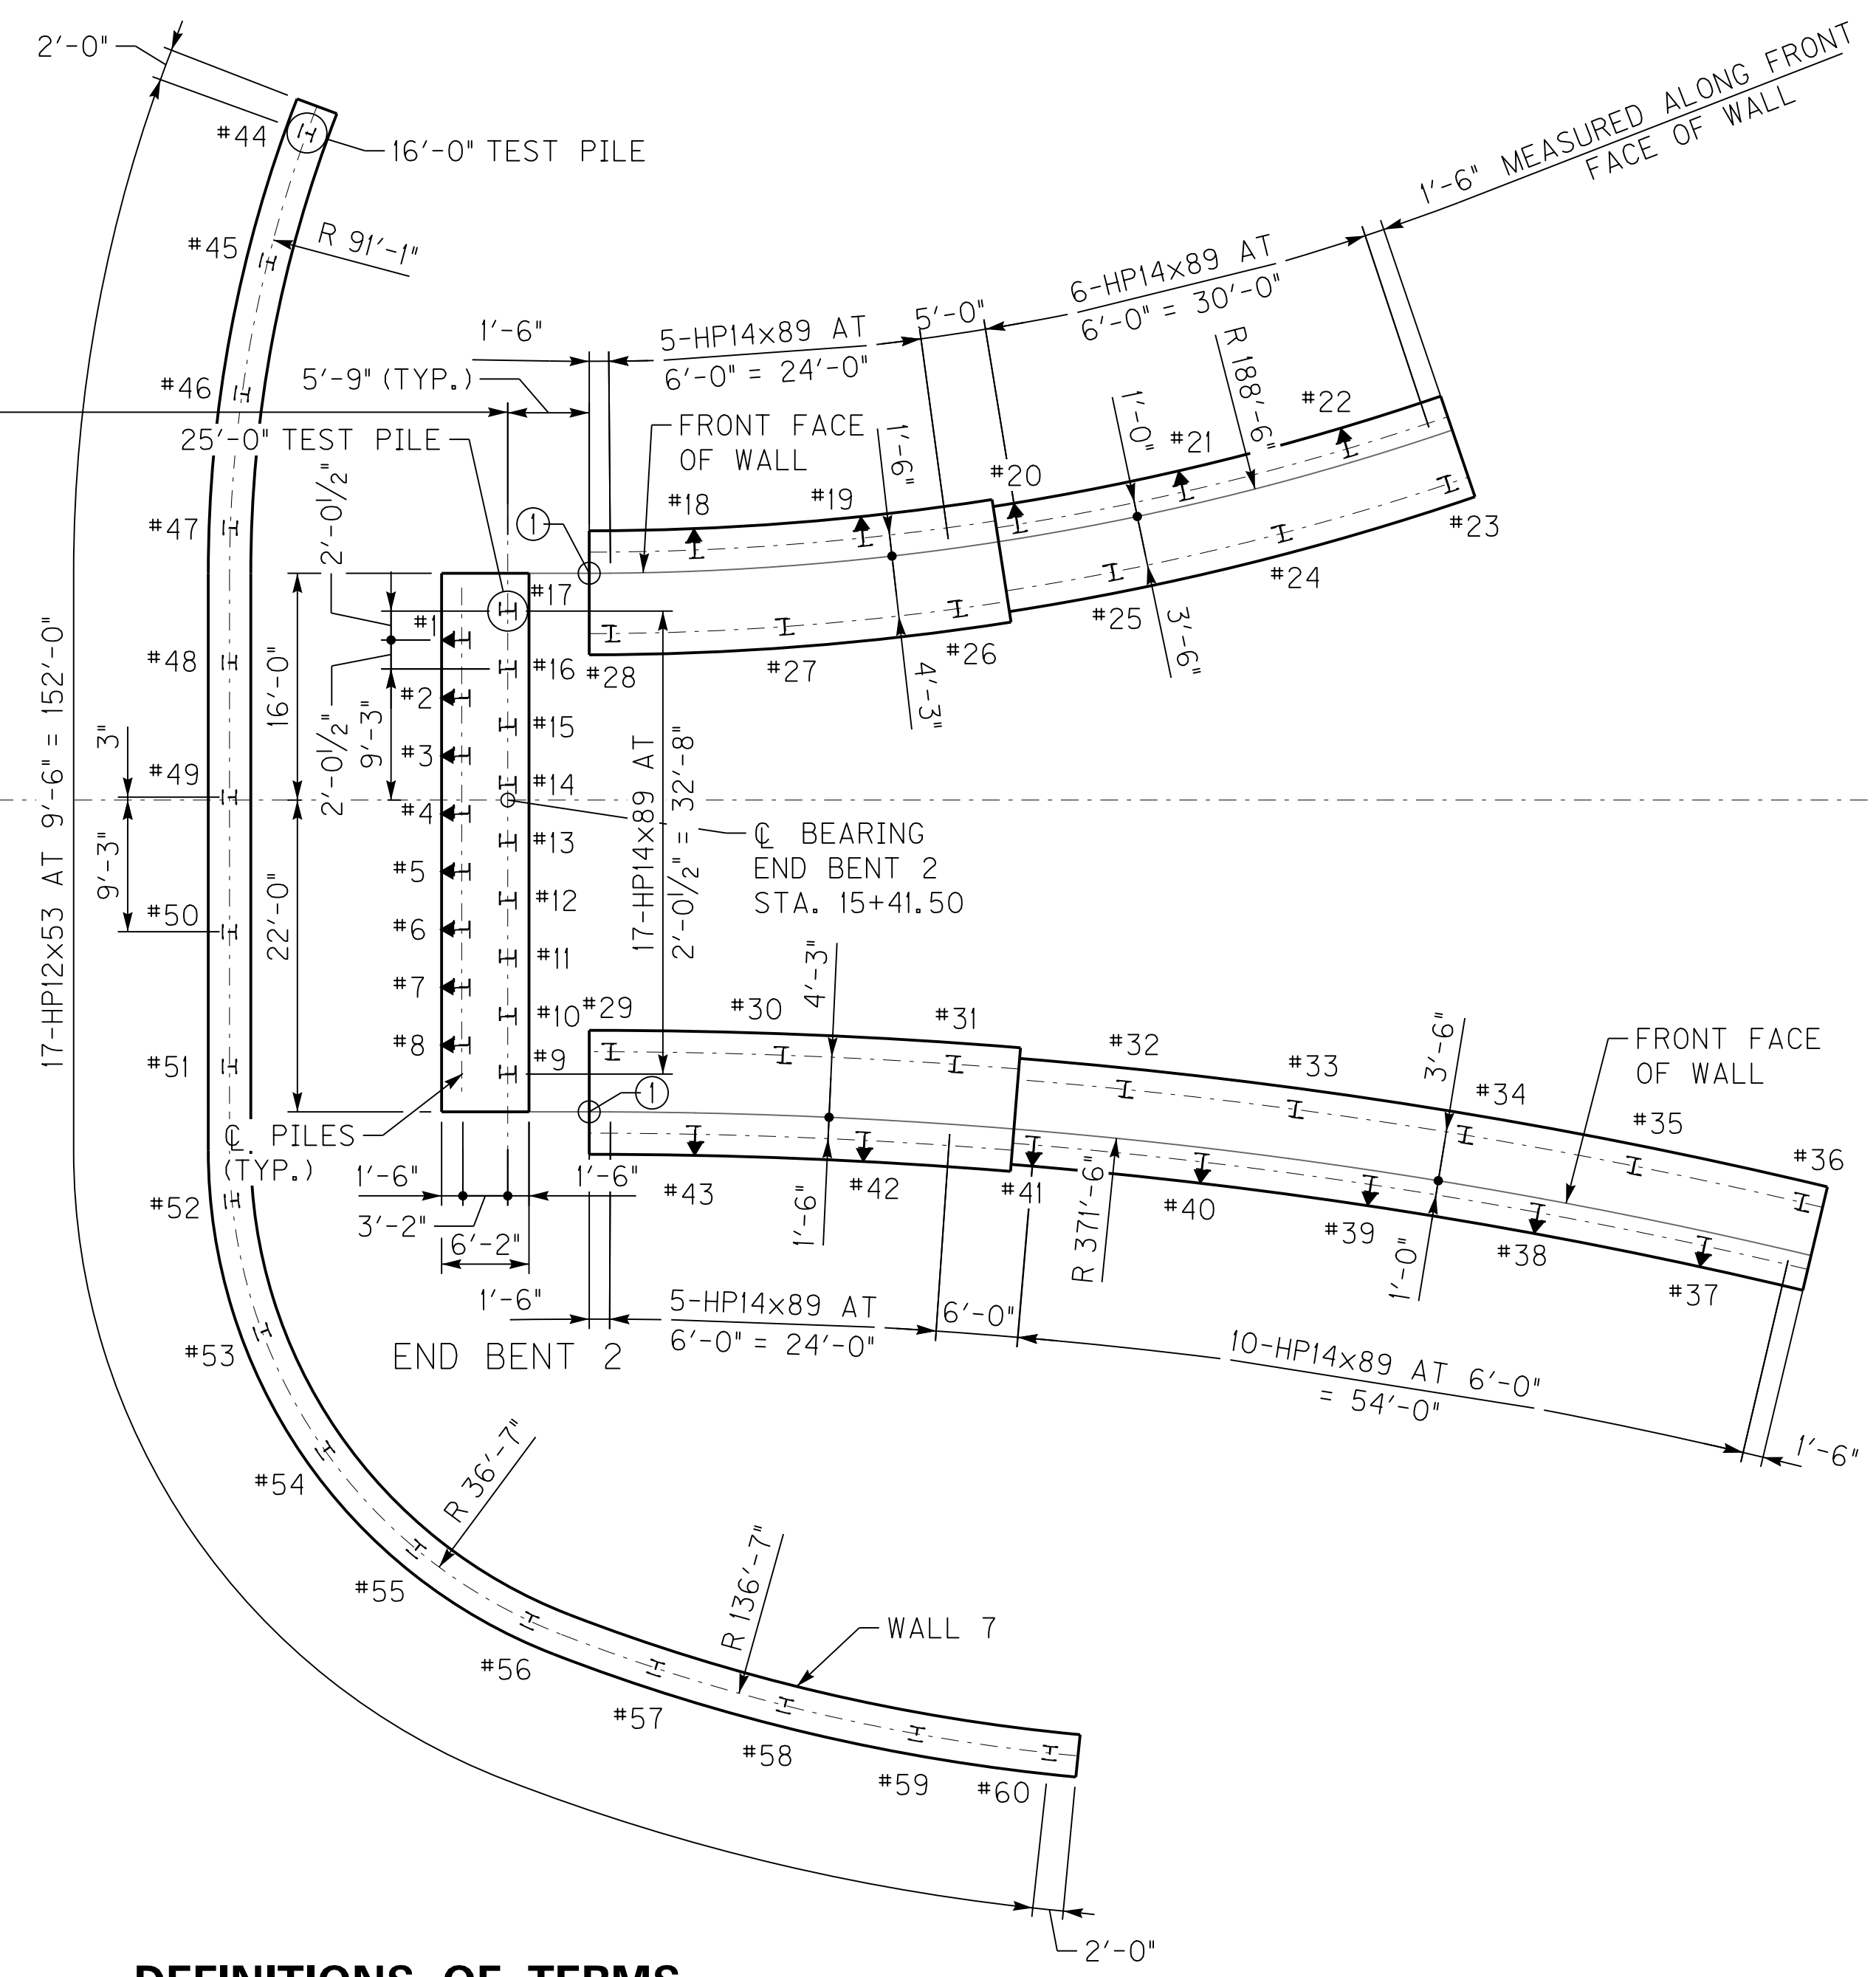 2'-0"
#44
16'-0" TEST PILE
1'-6" MEASURED ALONG FRONT
FACE OF WALL
#45
R 91'-1"
6-HP14x89 AT
6'-0" = 30'-0"
5'-0"
1'-6"
5-HP14x89 AT
6'-0" = 24'-0"
R 188'-6"
#46
5'-9" (TYP.)
1'-0"
#22
25'-0" TEST PILE
FRONT FACE
OF WALL
1'-6"
#21
#20
#18
#19
#47
2'-0 1/2"
1
#23
#17
#24
#1
#25
3'-6"
#48
#16
#28
#27
#26
4'-3"
17-HP12x53 AT 9'-6" = 152'-0"
16'-0"
#2
2'-0 1/2"
9'-3"
#15
3"
#3
17-HP14x89 AT
2'-0 1/2" = 32'-8"
#49
#14
#4
#13
℄ BEARING
END BENT 2
STA. 15+41.50
9'-3"
22'-0"
#5
#12
#50
#6
#11
4'-3"
#7
#10
#29
#30
#31
#8
#9
#32
#33
3'-6"
FRONT FACE
OF WALL
#51
1
#34
#35
℄ PILES
(TYP.)
#36
1'-6"
1'-6"
#43
#42
#41
#40
#39
#38
#37
#52
3'-2"
6'-2"
1'-6"
R 371'-6"
1'-0"
1'-6"
5-HP14x89 AT
6'-0" = 24'-0"
6'-0"
10-HP14x89 AT 6'-0"
= 54'-0"
1'-6"
END BENT 2
#53
#54
R 36'-7"
#55
R 136'-7"
WALL 7
#56
#57
#58
#59
#60
2'-0"
DEFINITIONS OF TERMS